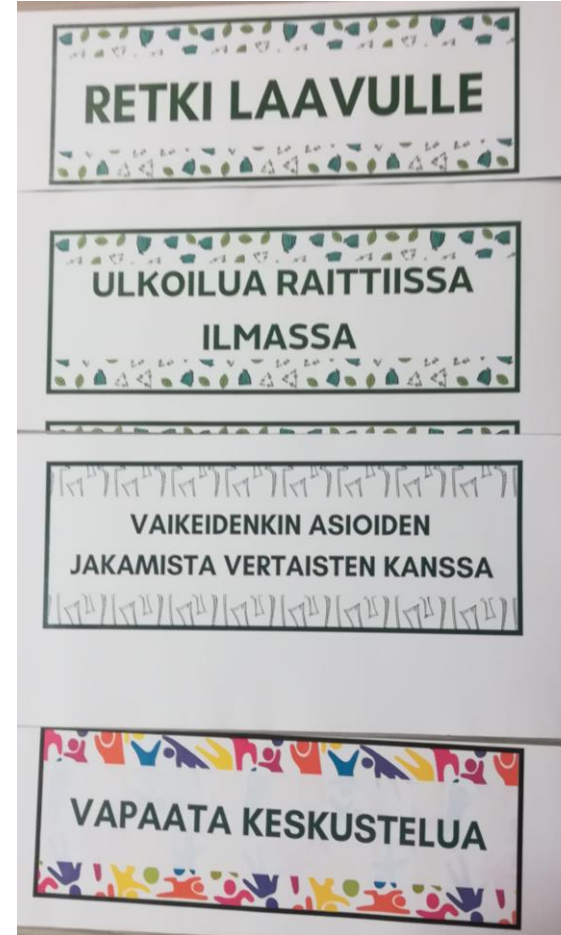 RETKI LAAVULLE
ULKOILUA RAITTIISSA
ILMASSA
VAIKEIDENKIN ASIOIDEN
JAKAMISTA VERTAISTEN KANSSA
VAPAATA KESKUSTELUA